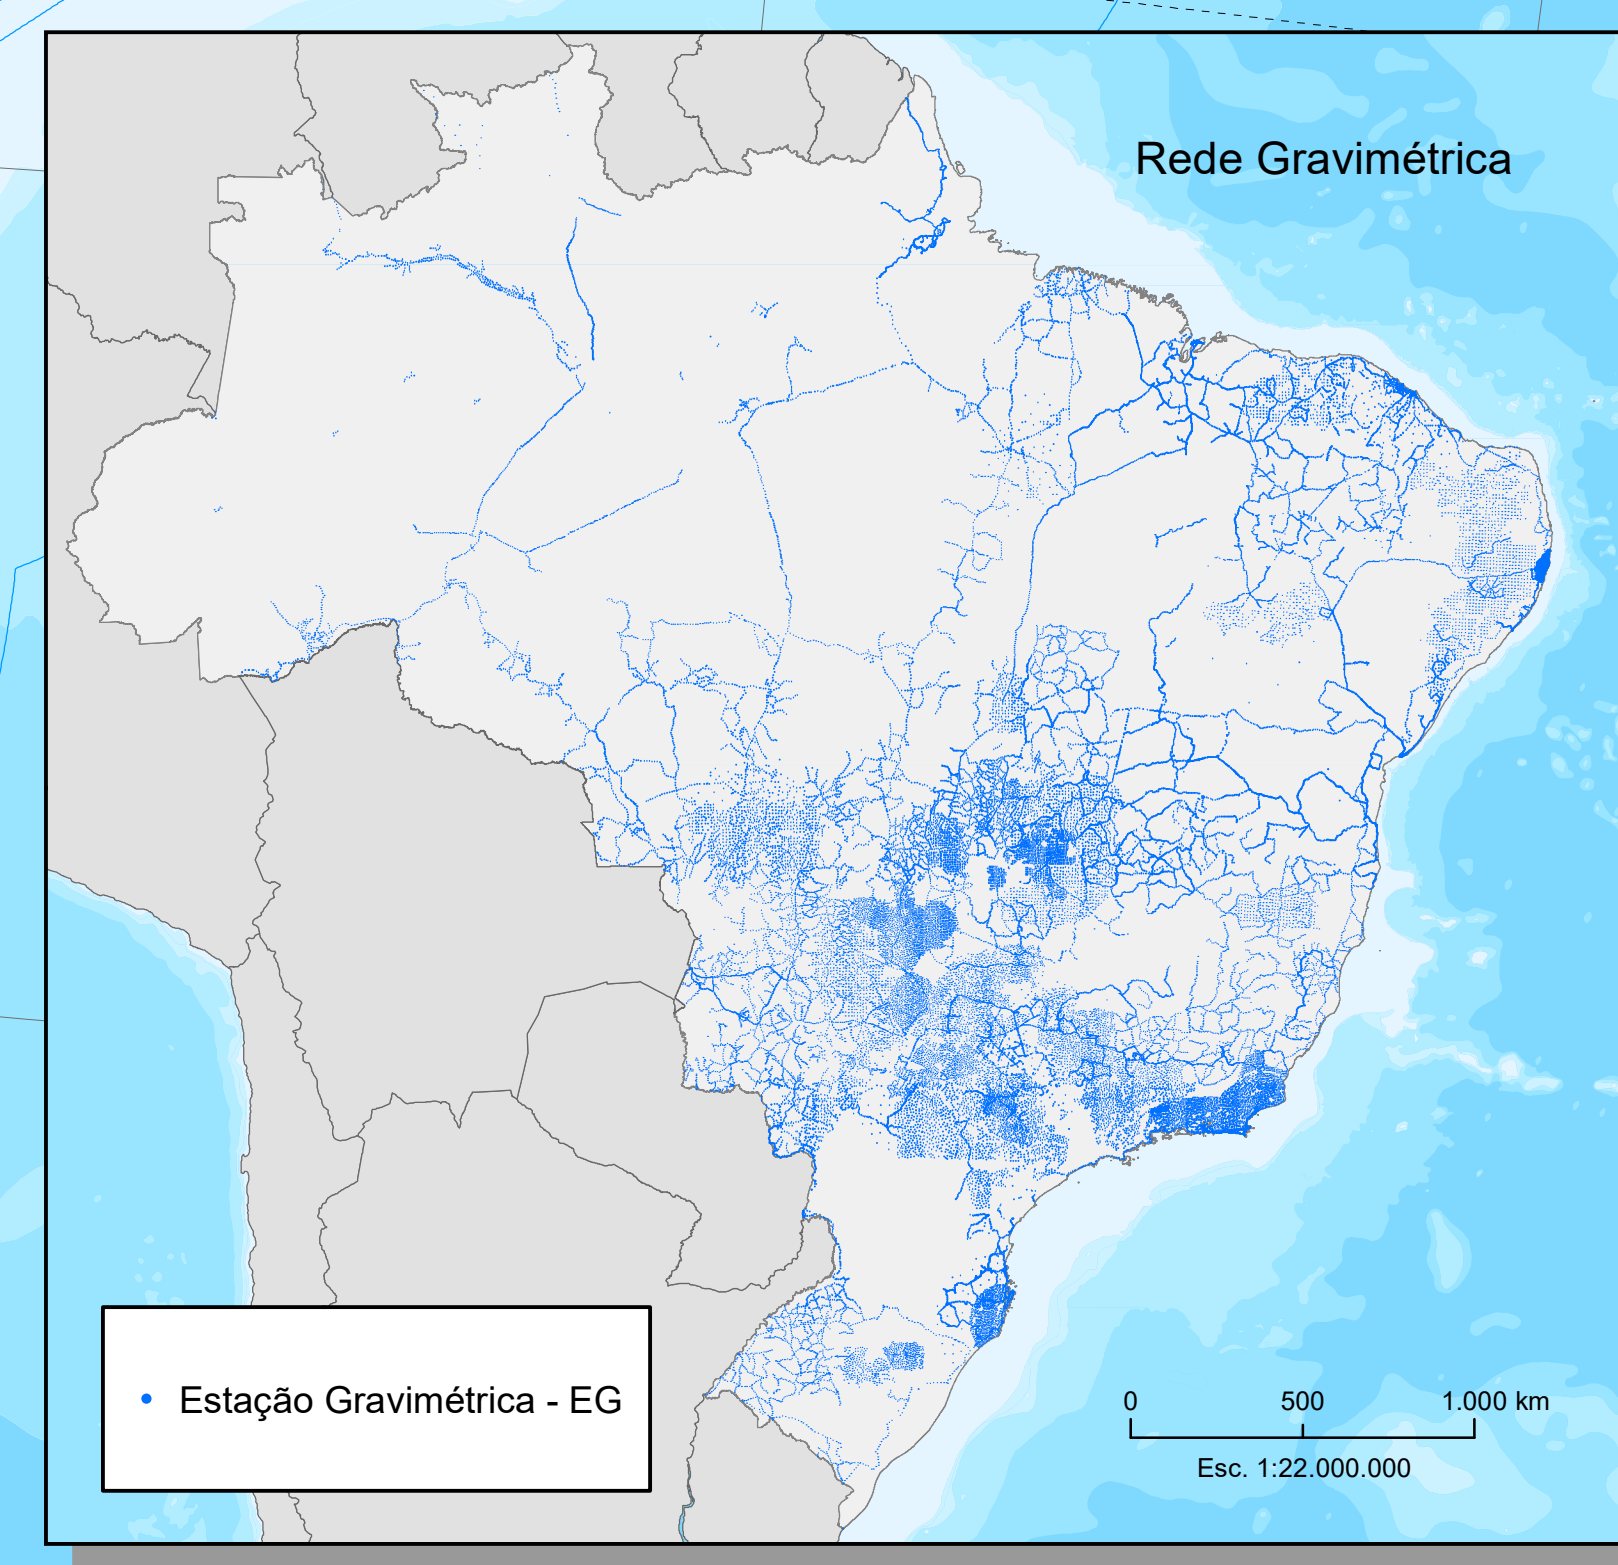 Rede Gravimétrica
Estação Gravimétrica - EG
0 500 1.000 km
Esc. 1:22.000.000